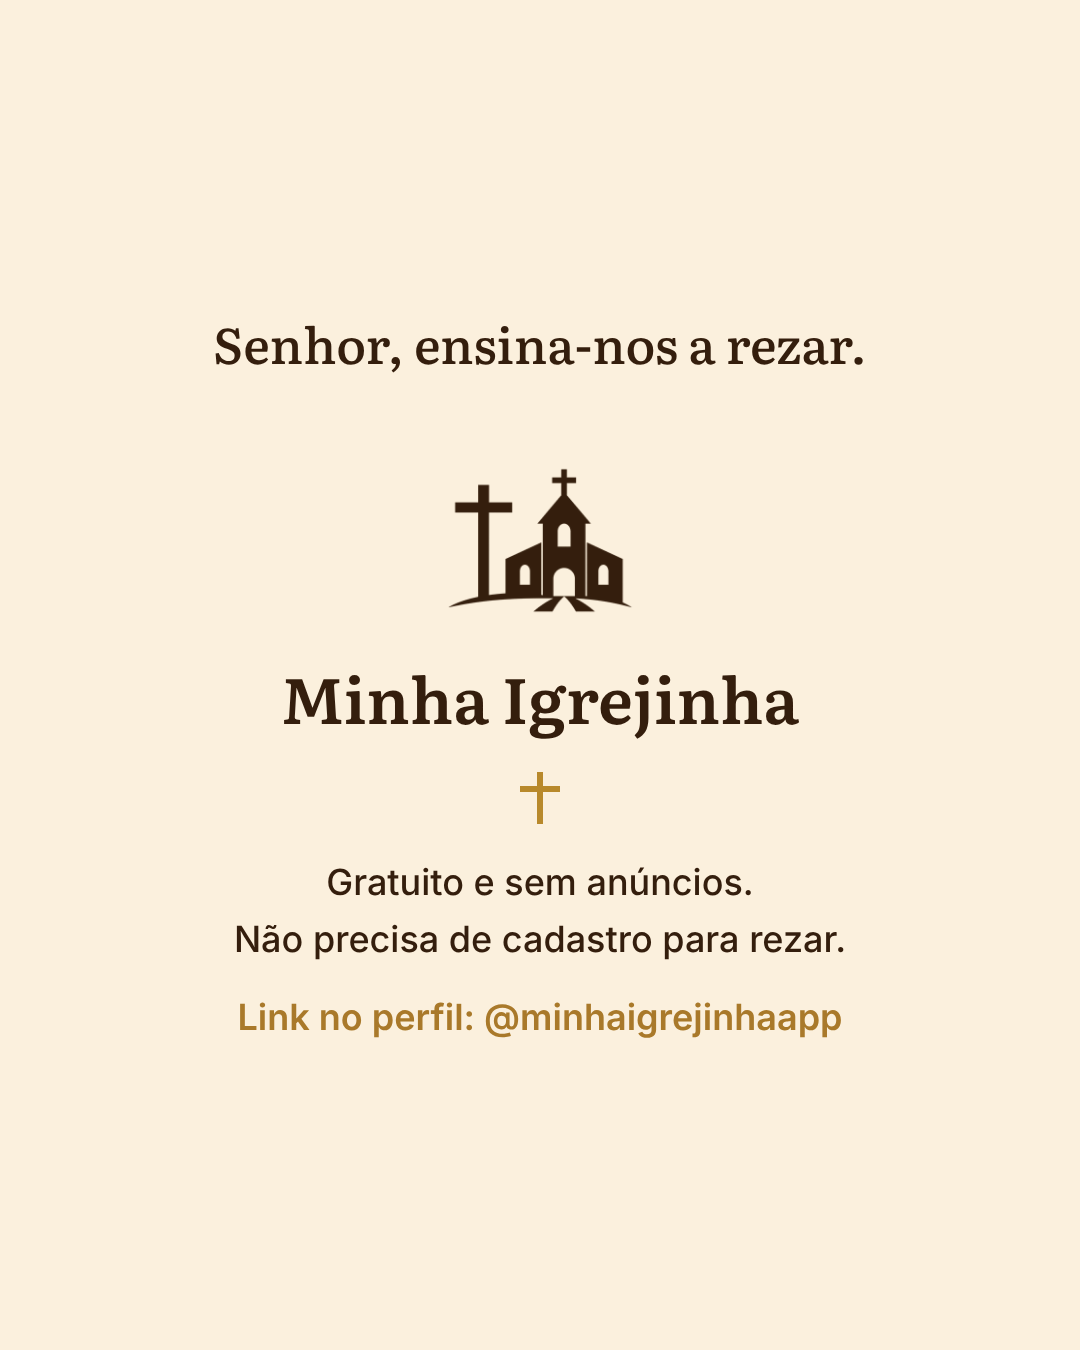 Senhor, ensina-nos a rezar.
Minha Igrejinha
Gratuito e sem anúncios.
Não precisa de cadastro para rezar.
Link no perfil: @minhaigrejinhaapp